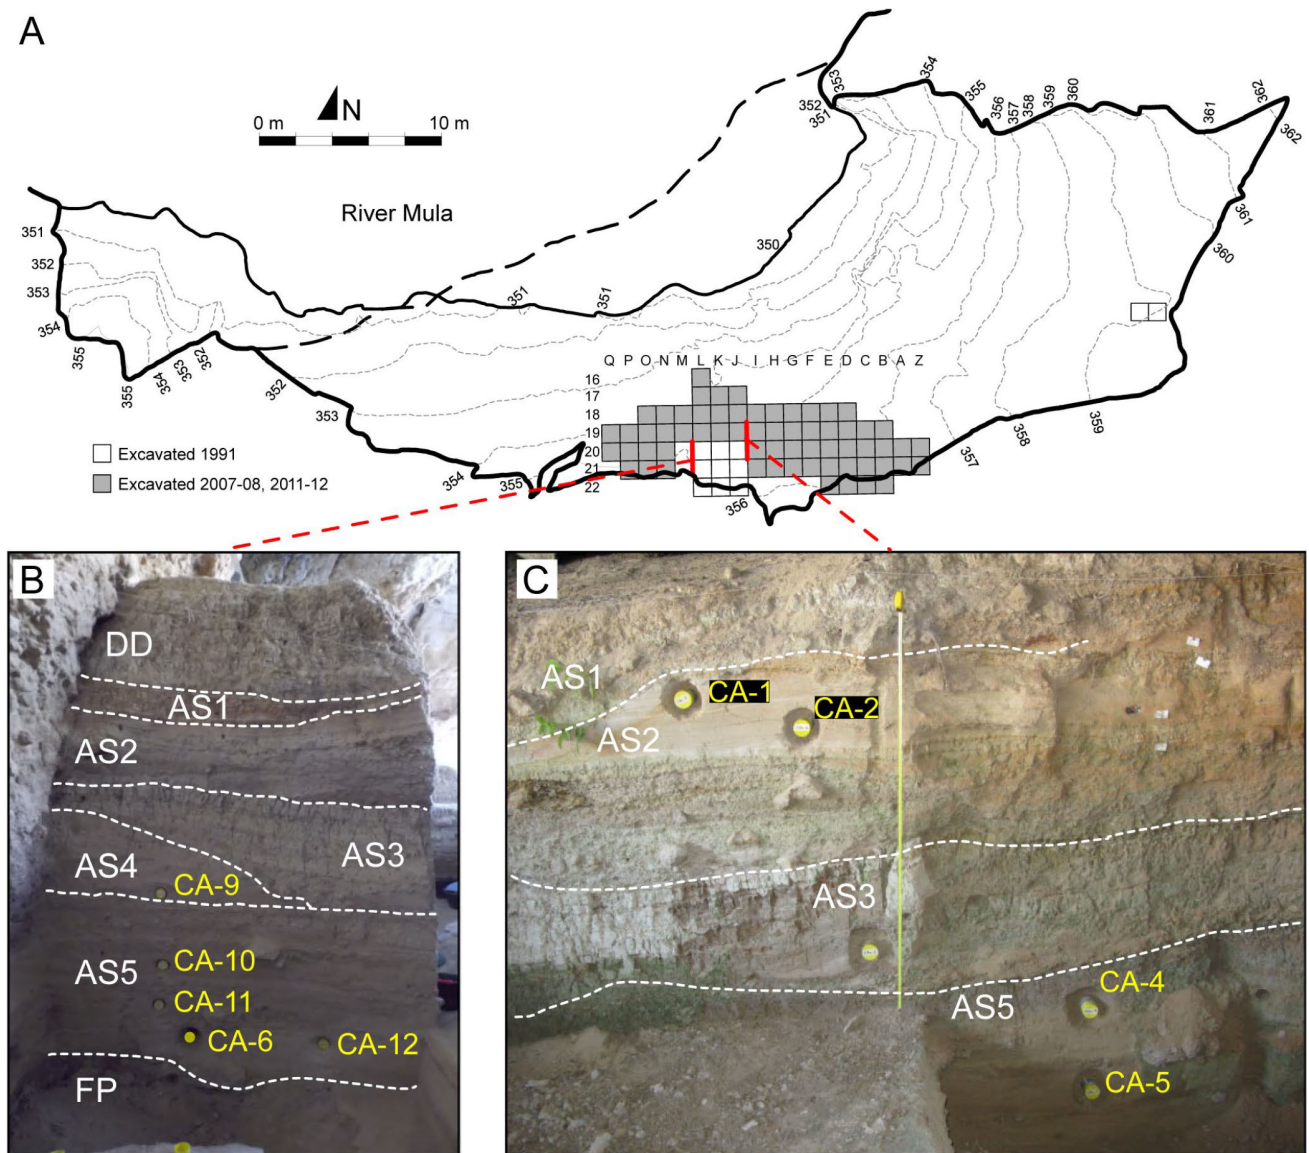 A
N
0 m 10 m
River Mula
353
352
351
354
355
356
357
358
359
360
361
362
362
361
360
350
351
352
353
354
355
355
354
353
352
351
351
352
353
354
355
356
357
358
359
Q P O N M L K J I H G F E D C B A Z
16
17
18
19
20
21
22
Excavated 1991
Excavated 2007-08, 2011-12
B
DD
AS1
AS2
AS3
AS4
CA-9
AS5
CA-10
CA-11
CA-6
CA-12
FP
C
AS1
CA-1
CA-2
AS2
AS3
CA-4
AS5
CA-5